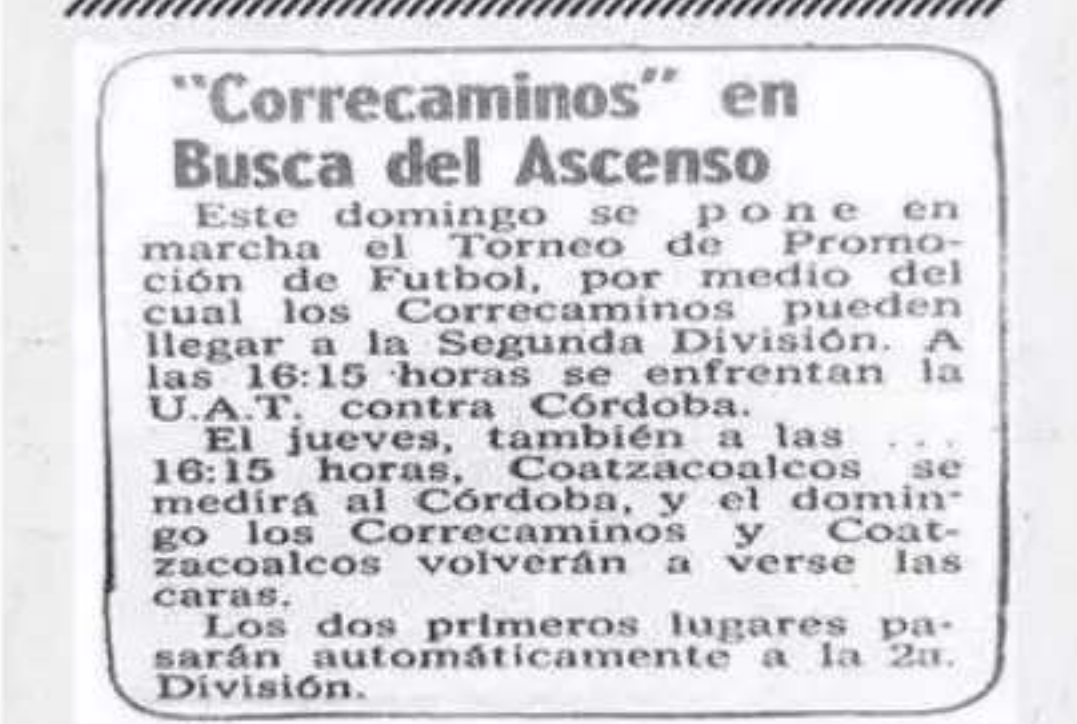 "Correcaminos" en
Busca del Ascenso
Este domingo se pone en
marcha el Torneo de Promo-
ción de Futbol, por medio del
cual los Correcaminos pueden
llegar a la Segunda División. A
las 16:15 horas se enfrentan la
U.A.T. contra Córdoba.
El jueves, también a las ...
16:15 horas, Coatzacoalcos se
medirá al Córdoba, y el domin-
go los Correcaminos y Coat-
zacoalcos volverán a verse las
caras.
Los dos primeros lugares pa-
sarán automáticamente a la 2a.
División.